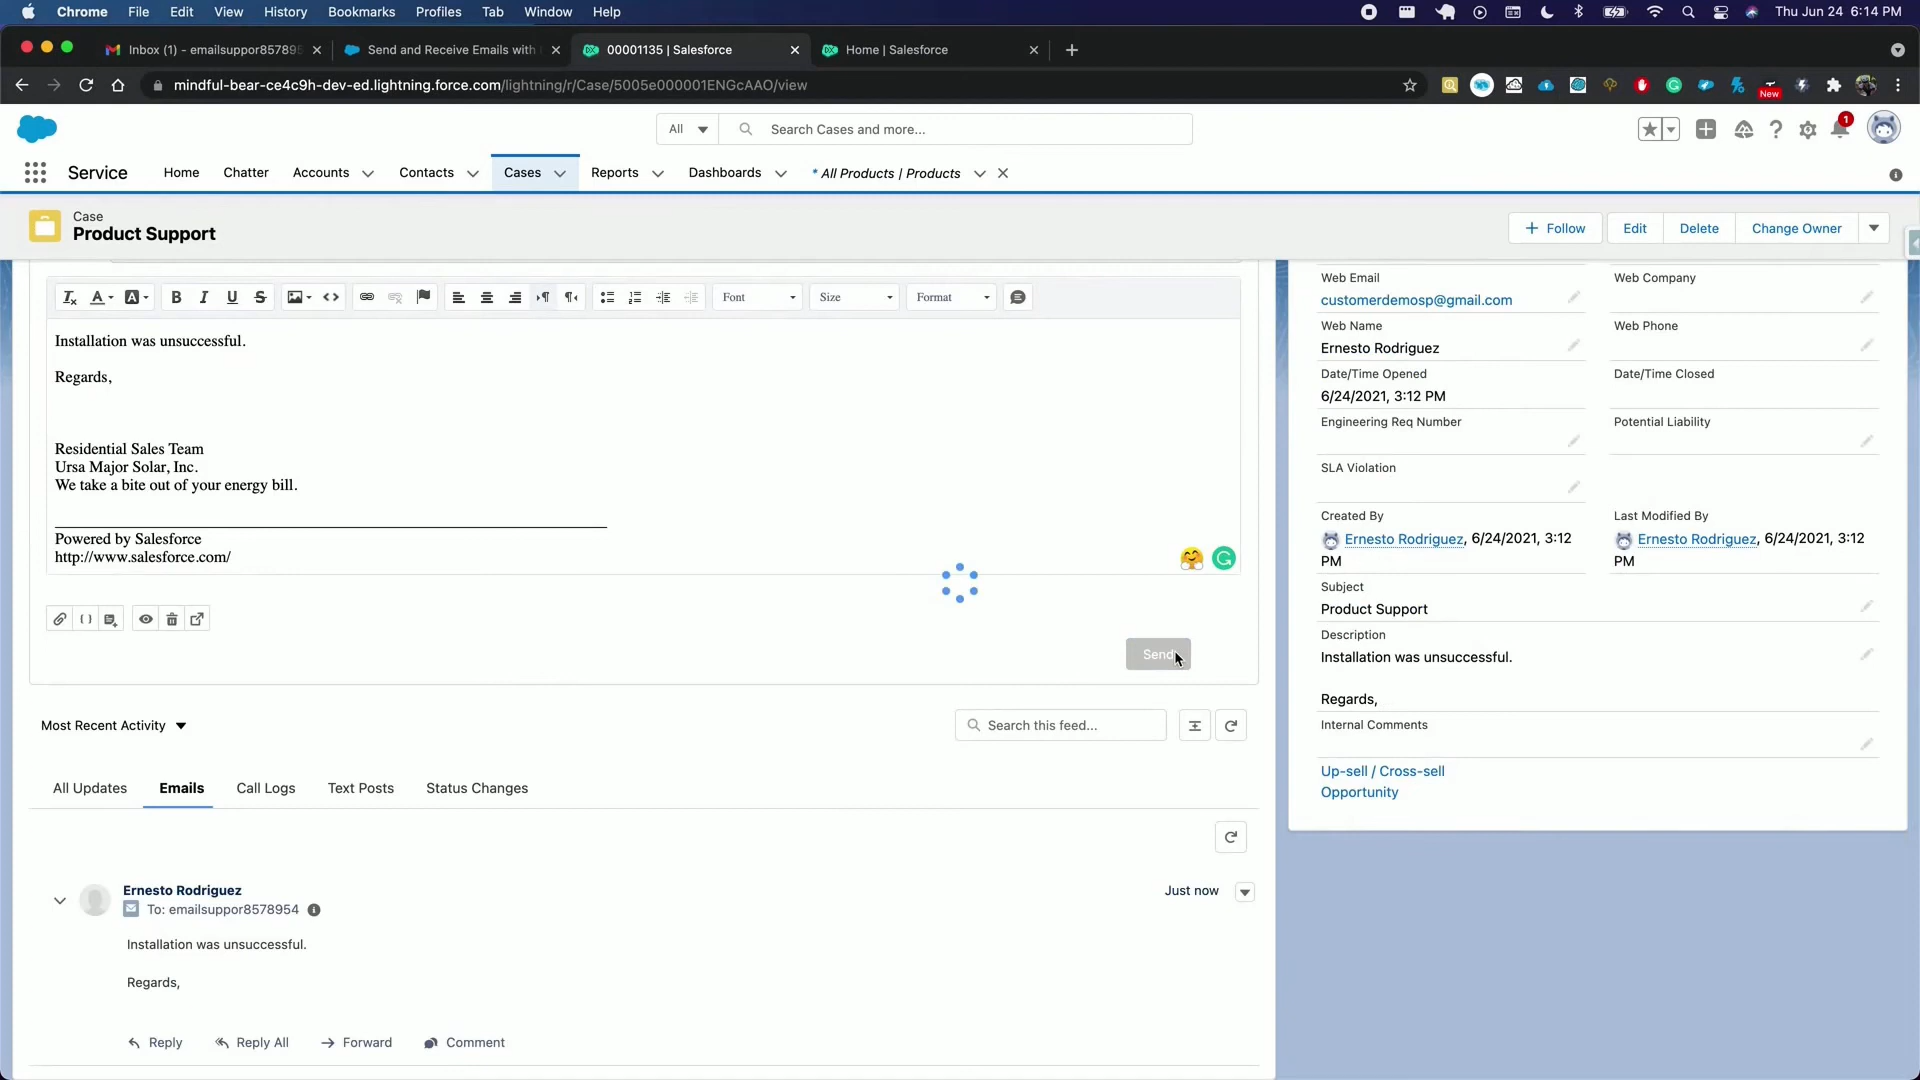 Chrome File Edit View History Bookmarks Profiles Tab Window Help Thu Jun 24 6:14 PM
Inbox (1) - emailsuppor85789 Send and Receive Emails with 00001135 | Salesforce Home | Salesforce
mindful-bear-ce4c9h-dev-ed.lightning.force.com/lightning/r/Case/5005e000001ENGcAAO/view
New
All Search Cases and more... 1
Service Home Chatter Accounts Contacts Cases Reports Dashboards * All Products | Products
Case
Product Support
Follow Edit Delete Change Owner
Font Size Format
Installation was unsuccessful.
Regards,
Residential Sales Team
Ursa Major Solar, Inc.
We take a bite out of your energy bill.
Powered by Salesforce
http://www.salesforce.com/
Send
Most Recent Activity Search this feed...
All Updates Emails Call Logs Text Posts Status Changes
Ernesto Rodriguez Just now
To: emailsuppor8578954
Installation was unsuccessful.
Regards,
Reply Reply All Forward Comment
Web Email Web Company
customerdemosp@gmail.com
Web Name Web Phone
Ernesto Rodriguez
Date/Time Opened Date/Time Closed
6/24/2021, 3:12 PM
Engineering Req Number Potential Liability
SLA Violation
Created By Last Modified By
Ernesto Rodriguez, 6/24/2021, 3:12 Ernesto Rodriguez, 6/24/2021, 3:12
PM PM
Subject
Product Support
Description
Installation was unsuccessful.
Regards,
Internal Comments
Up-sell / Cross-sell
Opportunity